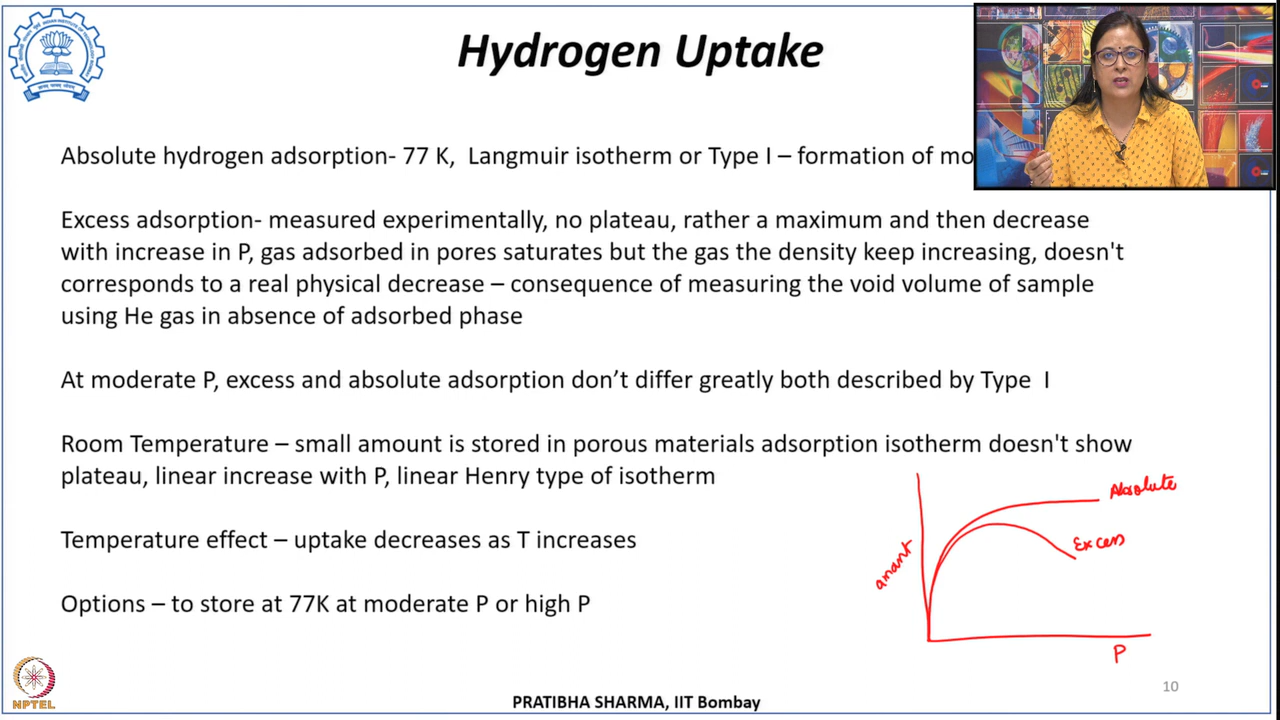 Hydrogen Uptake
Absolute hydrogen adsorption- 77 K, Langmuir isotherm or Type I – formation of mo
Excess adsorption- measured experimentally, no plateau, rather a maximum and then decrease
with increase in P, gas adsorbed in pores saturates but the gas the density keep increasing, doesn't
corresponds to a real physical decrease – consequence of measuring the void volume of sample
using He gas in absence of adsorbed phase
At moderate P, excess and absolute adsorption don’t differ greatly both described by Type I
Room Temperature – small amount is stored in porous materials adsorption isotherm doesn't show
plateau, linear increase with P, linear Henry type of isotherm
Absolute
Excess
amount
Temperature effect – uptake decreases as T increases
Options – to store at 77K at moderate P or high P
P
NPTEL
PRATIBHA SHARMA, IIT Bombay
10